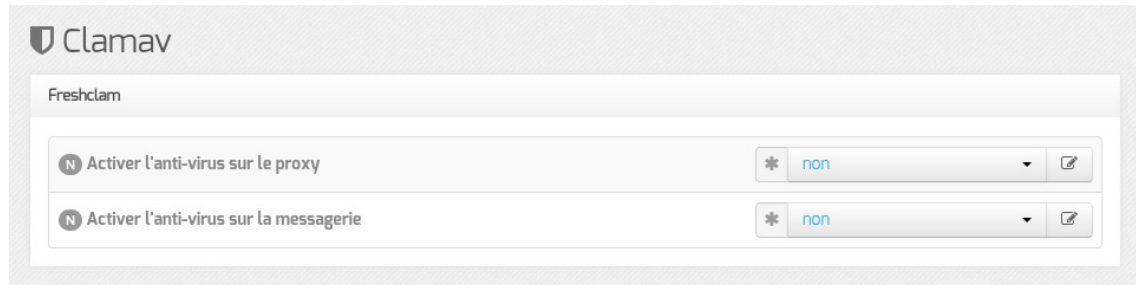 Clamav
Freshclam
N Activer l'anti-virus sur le proxy * non
N Activer l'anti-virus sur la messagerie * non